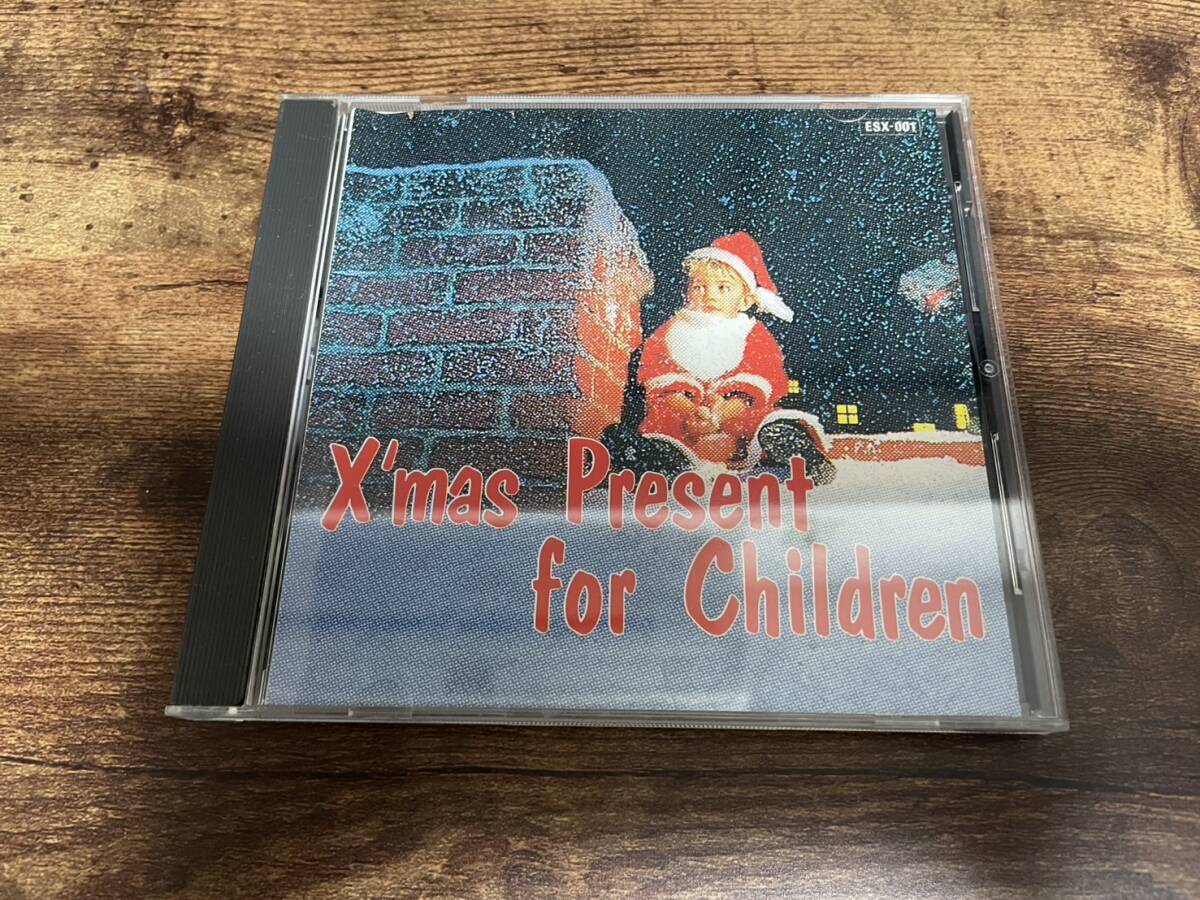 ESX-001
X'mas Present
for Children